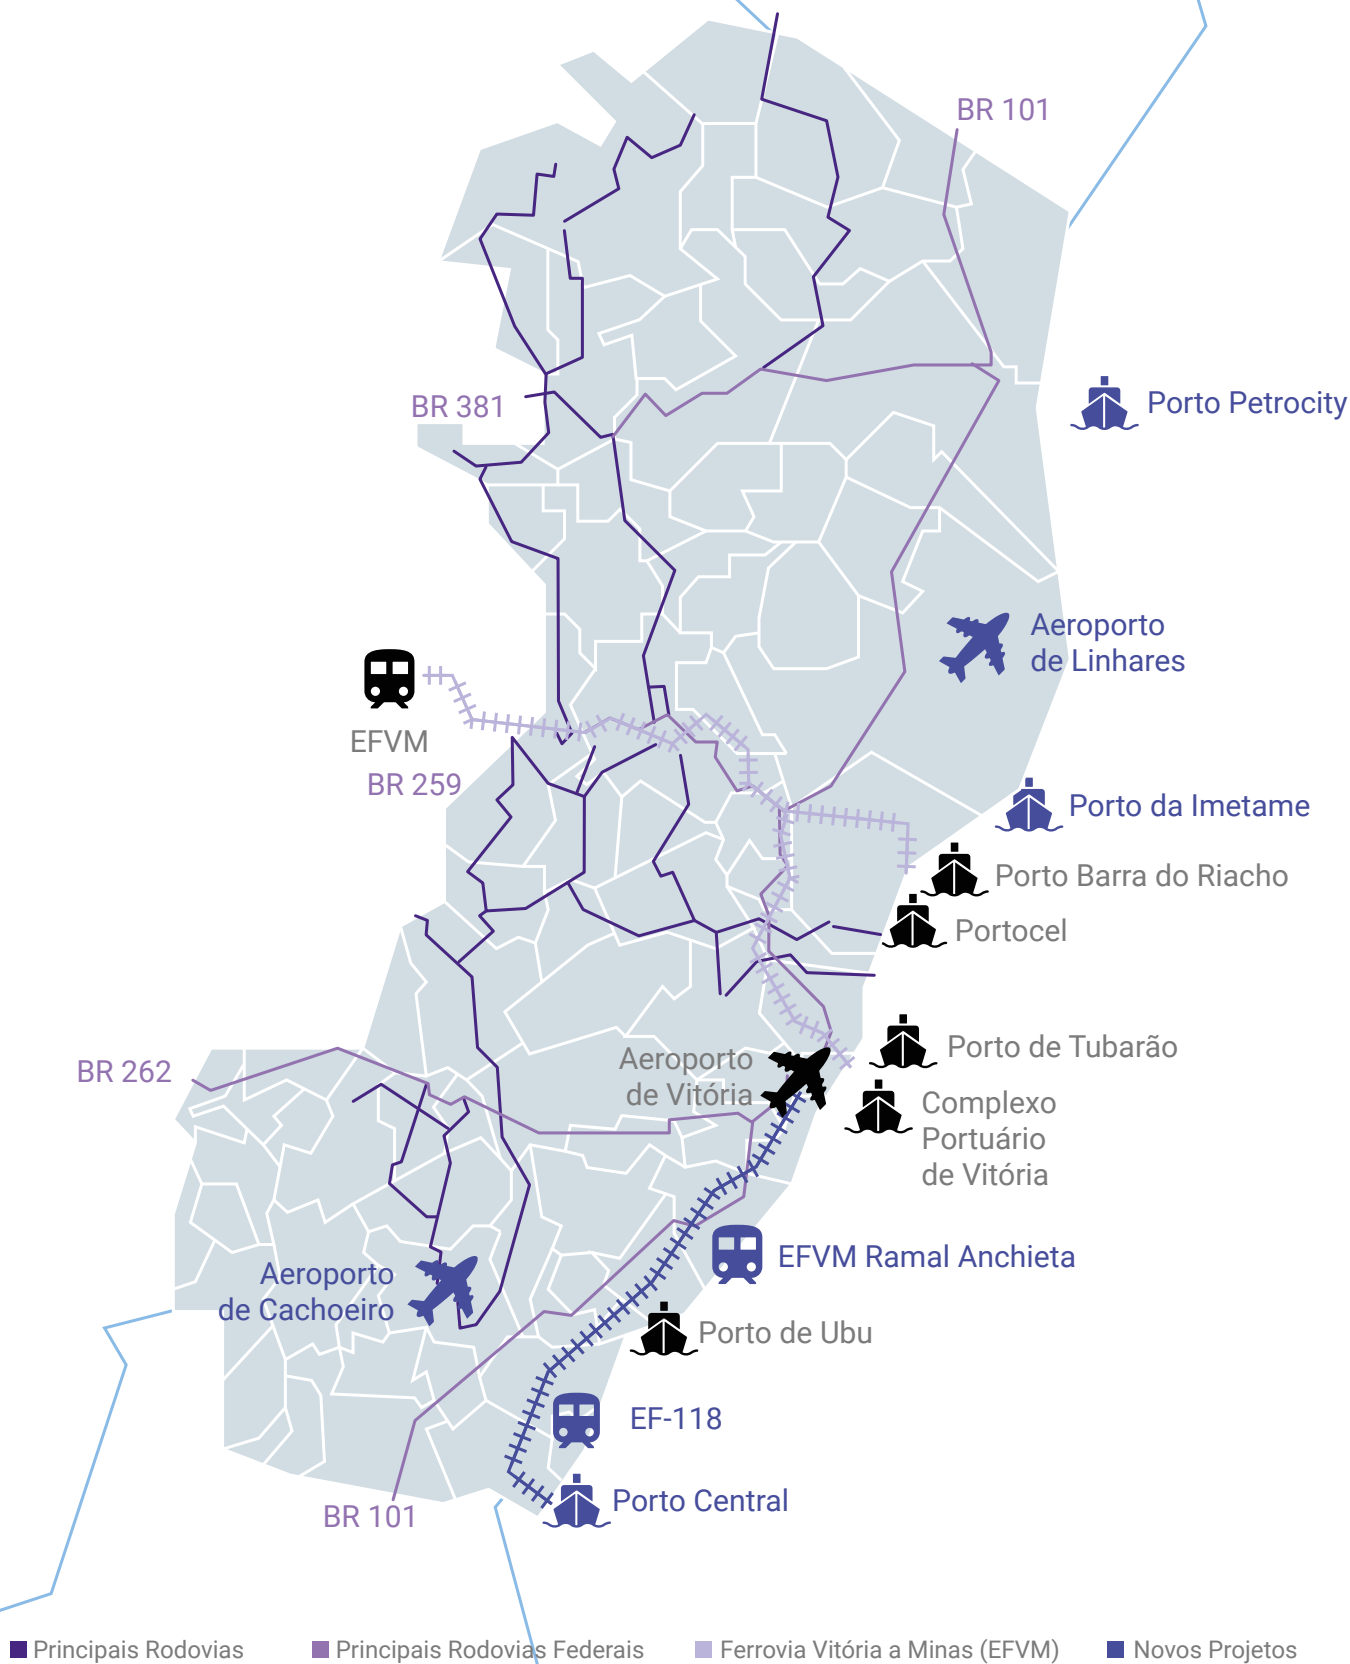 BR 101
BR 381
Porto Petrocity
Aeroporto
de Linhares
EFVM
BR 259
Porto da Imetame
Porto Barra do Riacho
Portocel
Aeroporto
de Vitória
Porto de Tubarão
BR 262
Complexo
Portuário
de Vitória
EFVM Ramal Anchieta
Aeroporto
de Cachoeiro
Porto de Ubu
EF-118
Porto Central
BR 101
Principais Rodovias
Principais Rodovias Federais
Ferrovia Vitória a Minas (EFVM)
Novos Projetos